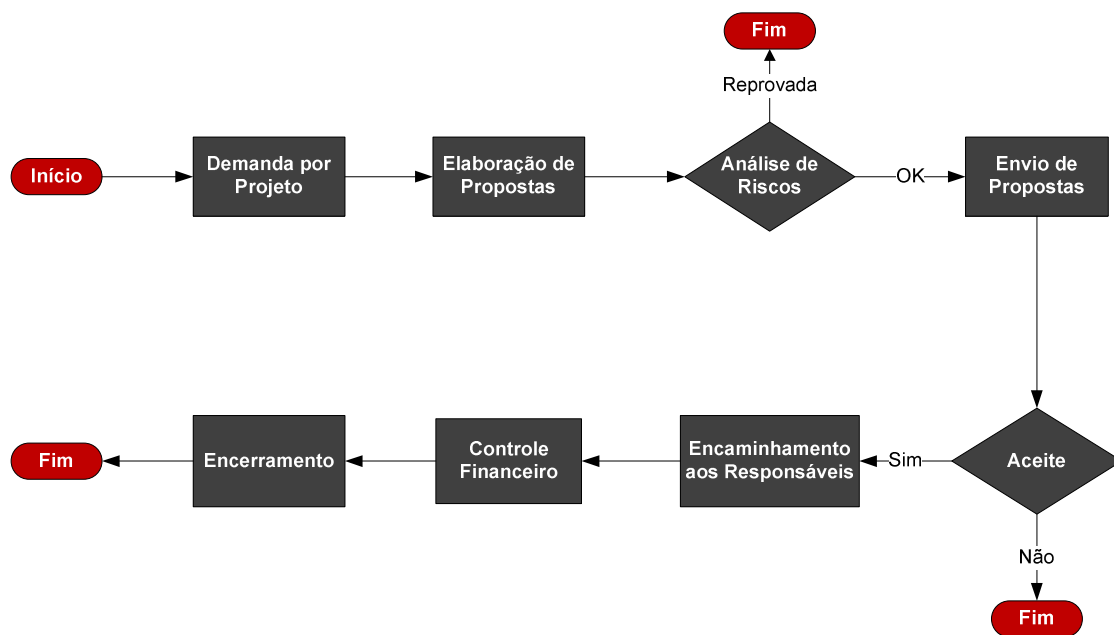 Fim
Reprovada
Início
Demanda por
Projeto
Elaboração de
Propostas
Análise de
Riscos
OK
Envio de
Propostas
Fim
Encerramento
Controle
Financeiro
Encaminhamento
aos Responsáveis
Sim
Aceite
Não
Fim